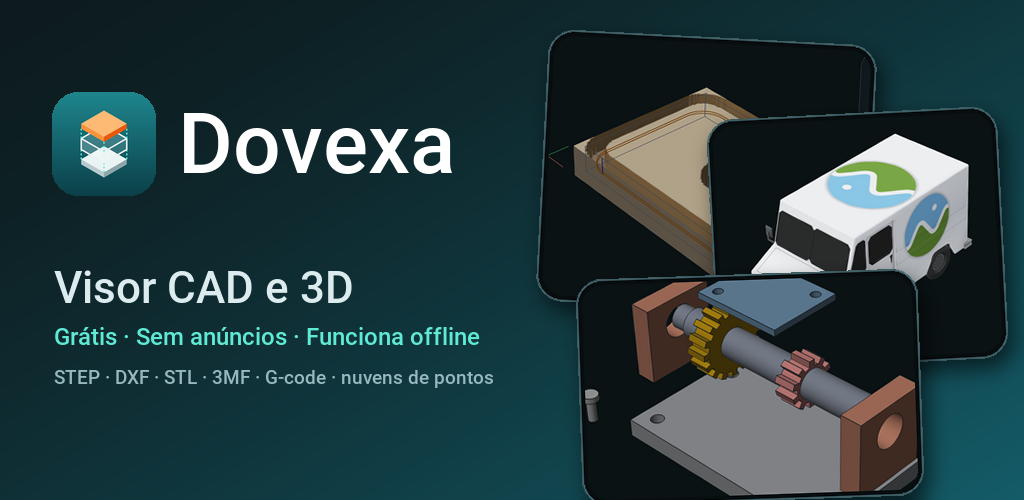 Dovexa
Visor CAD e 3D
Grátis · Sem anúncios · Funciona offline
STEP · DXF · STL · 3MF · G-code · nuvens de pontos